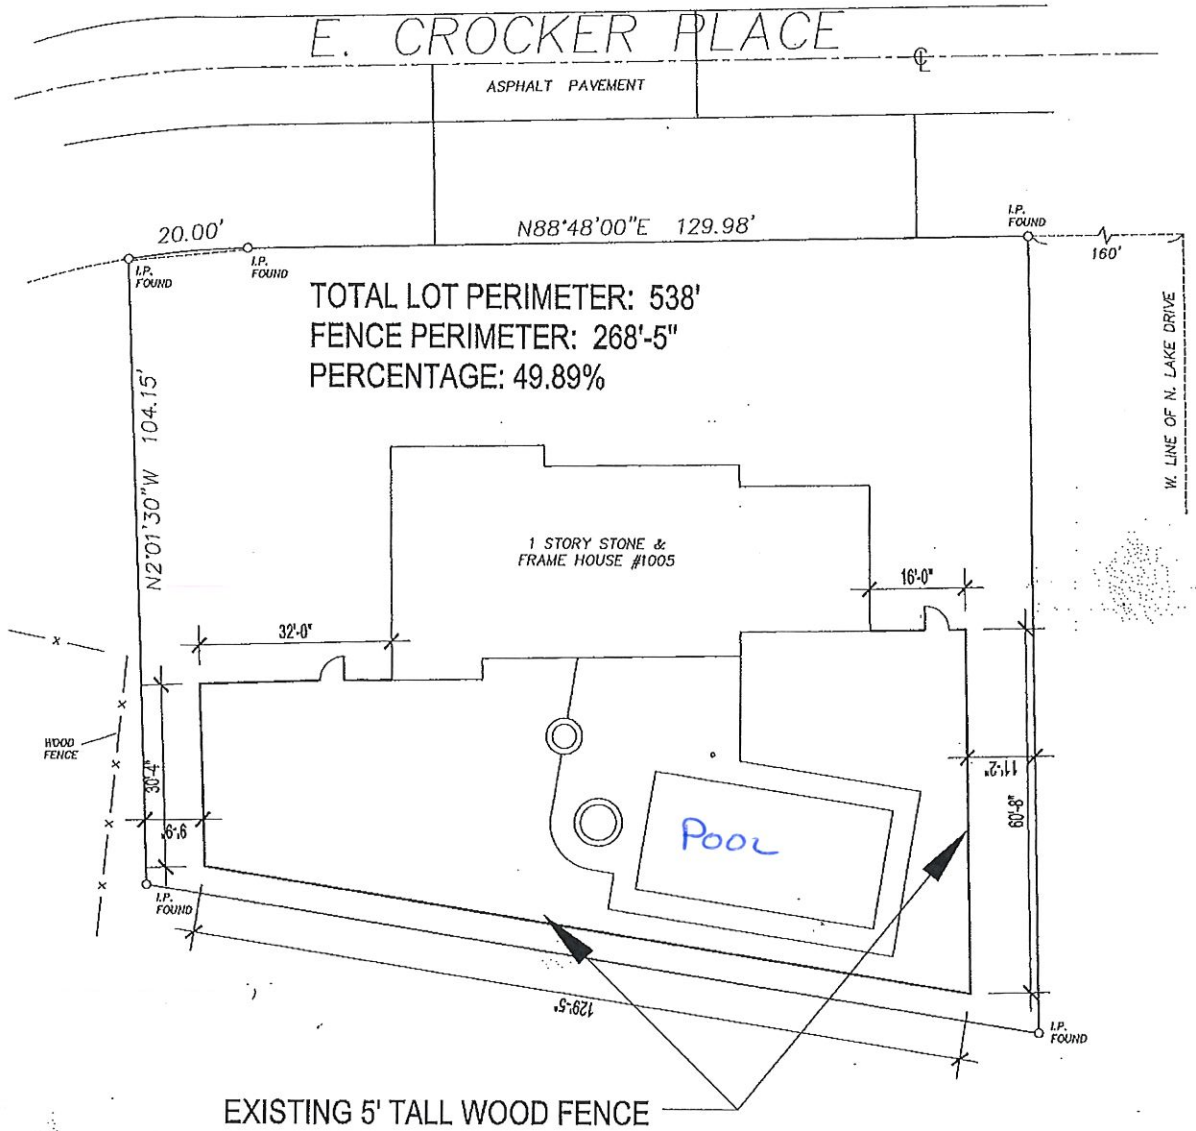 E. CROCKER PLACE
℄
ASPHALT PAVEMENT
I.P.
FOUND
20.00'
N88°48'00"E 129.98'
160'
I.P.
FOUND
I.P.
FOUND
TOTAL LOT PERIMETER: 538'
FENCE PERIMETER: 268'-5"
PERCENTAGE: 49.89%
W. LINE OF N. LAKE DRIVE
N2°01'30"W 104.15'
1 STORY STONE &
FRAME HOUSE #1005
16'-0"
32'-0"
WOOD
FENCE
30'-4"
11'-2"
60'-8"
9'-9"
POOL
I.P.
FOUND
129'-5"
I.P.
FOUND
EXISTING 5' TALL WOOD FENCE